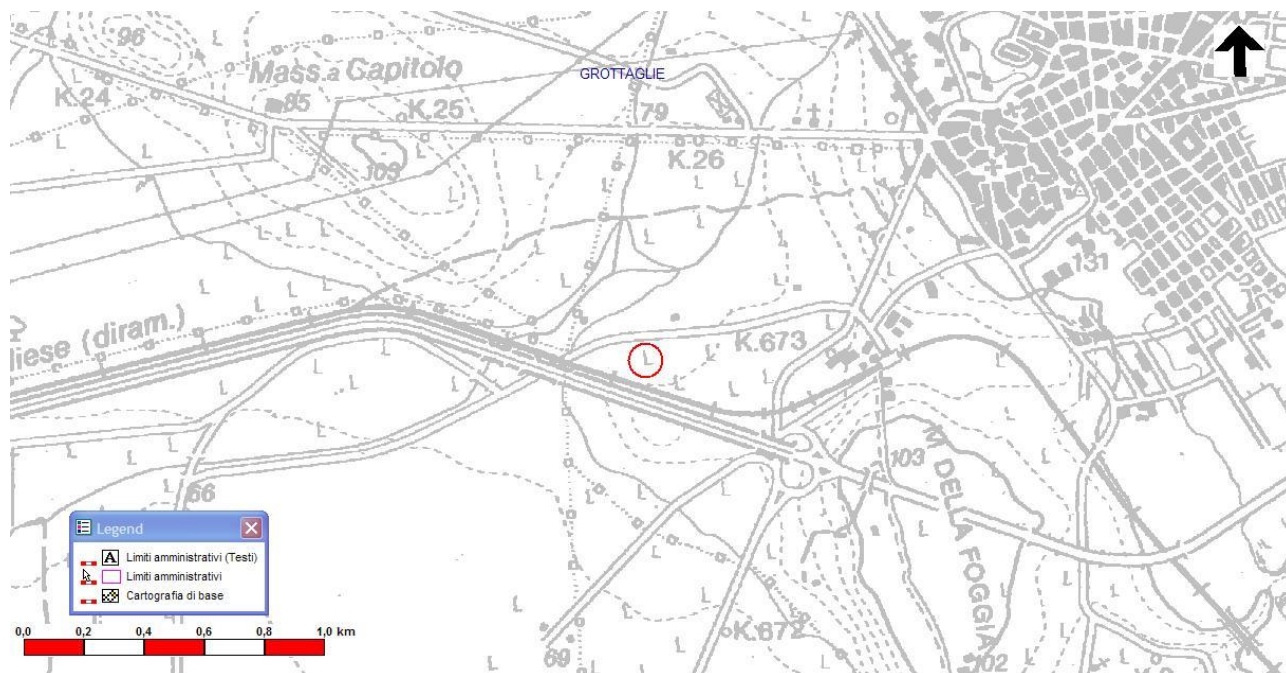 96
Mass.a Capitolo
GROTTAGLIE
K.24
85
K.25
79
K.26
103
131
liese (diram.)
K.673
66
103
M. DELLA FOGGIA
Legend
A Limiti amministrativi (Testi)
Limiti amministrativi
Cartografia di base
0,0 0,2 0,4 0,6 0,8 1,0 km
69
K.672
102